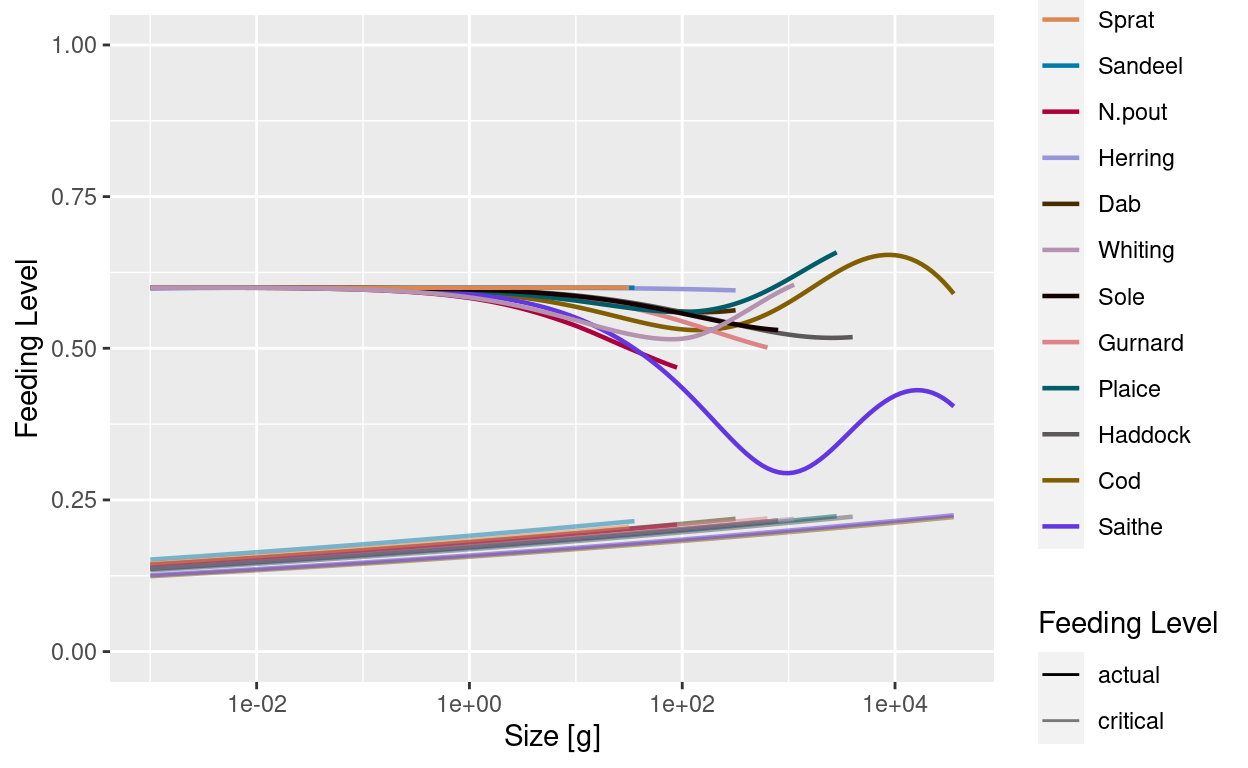 Feeding Level
1.00
0.75
0.50
0.25
0.00
1e-02
1e+00
1e+02
1e+04
Size [g]
Sprat
Sandeel
N.pout
Herring
Dab
Whiting
Sole
Gurnard
Plaice
Haddock
Cod
Saithe
Feeding Level
actual
critical